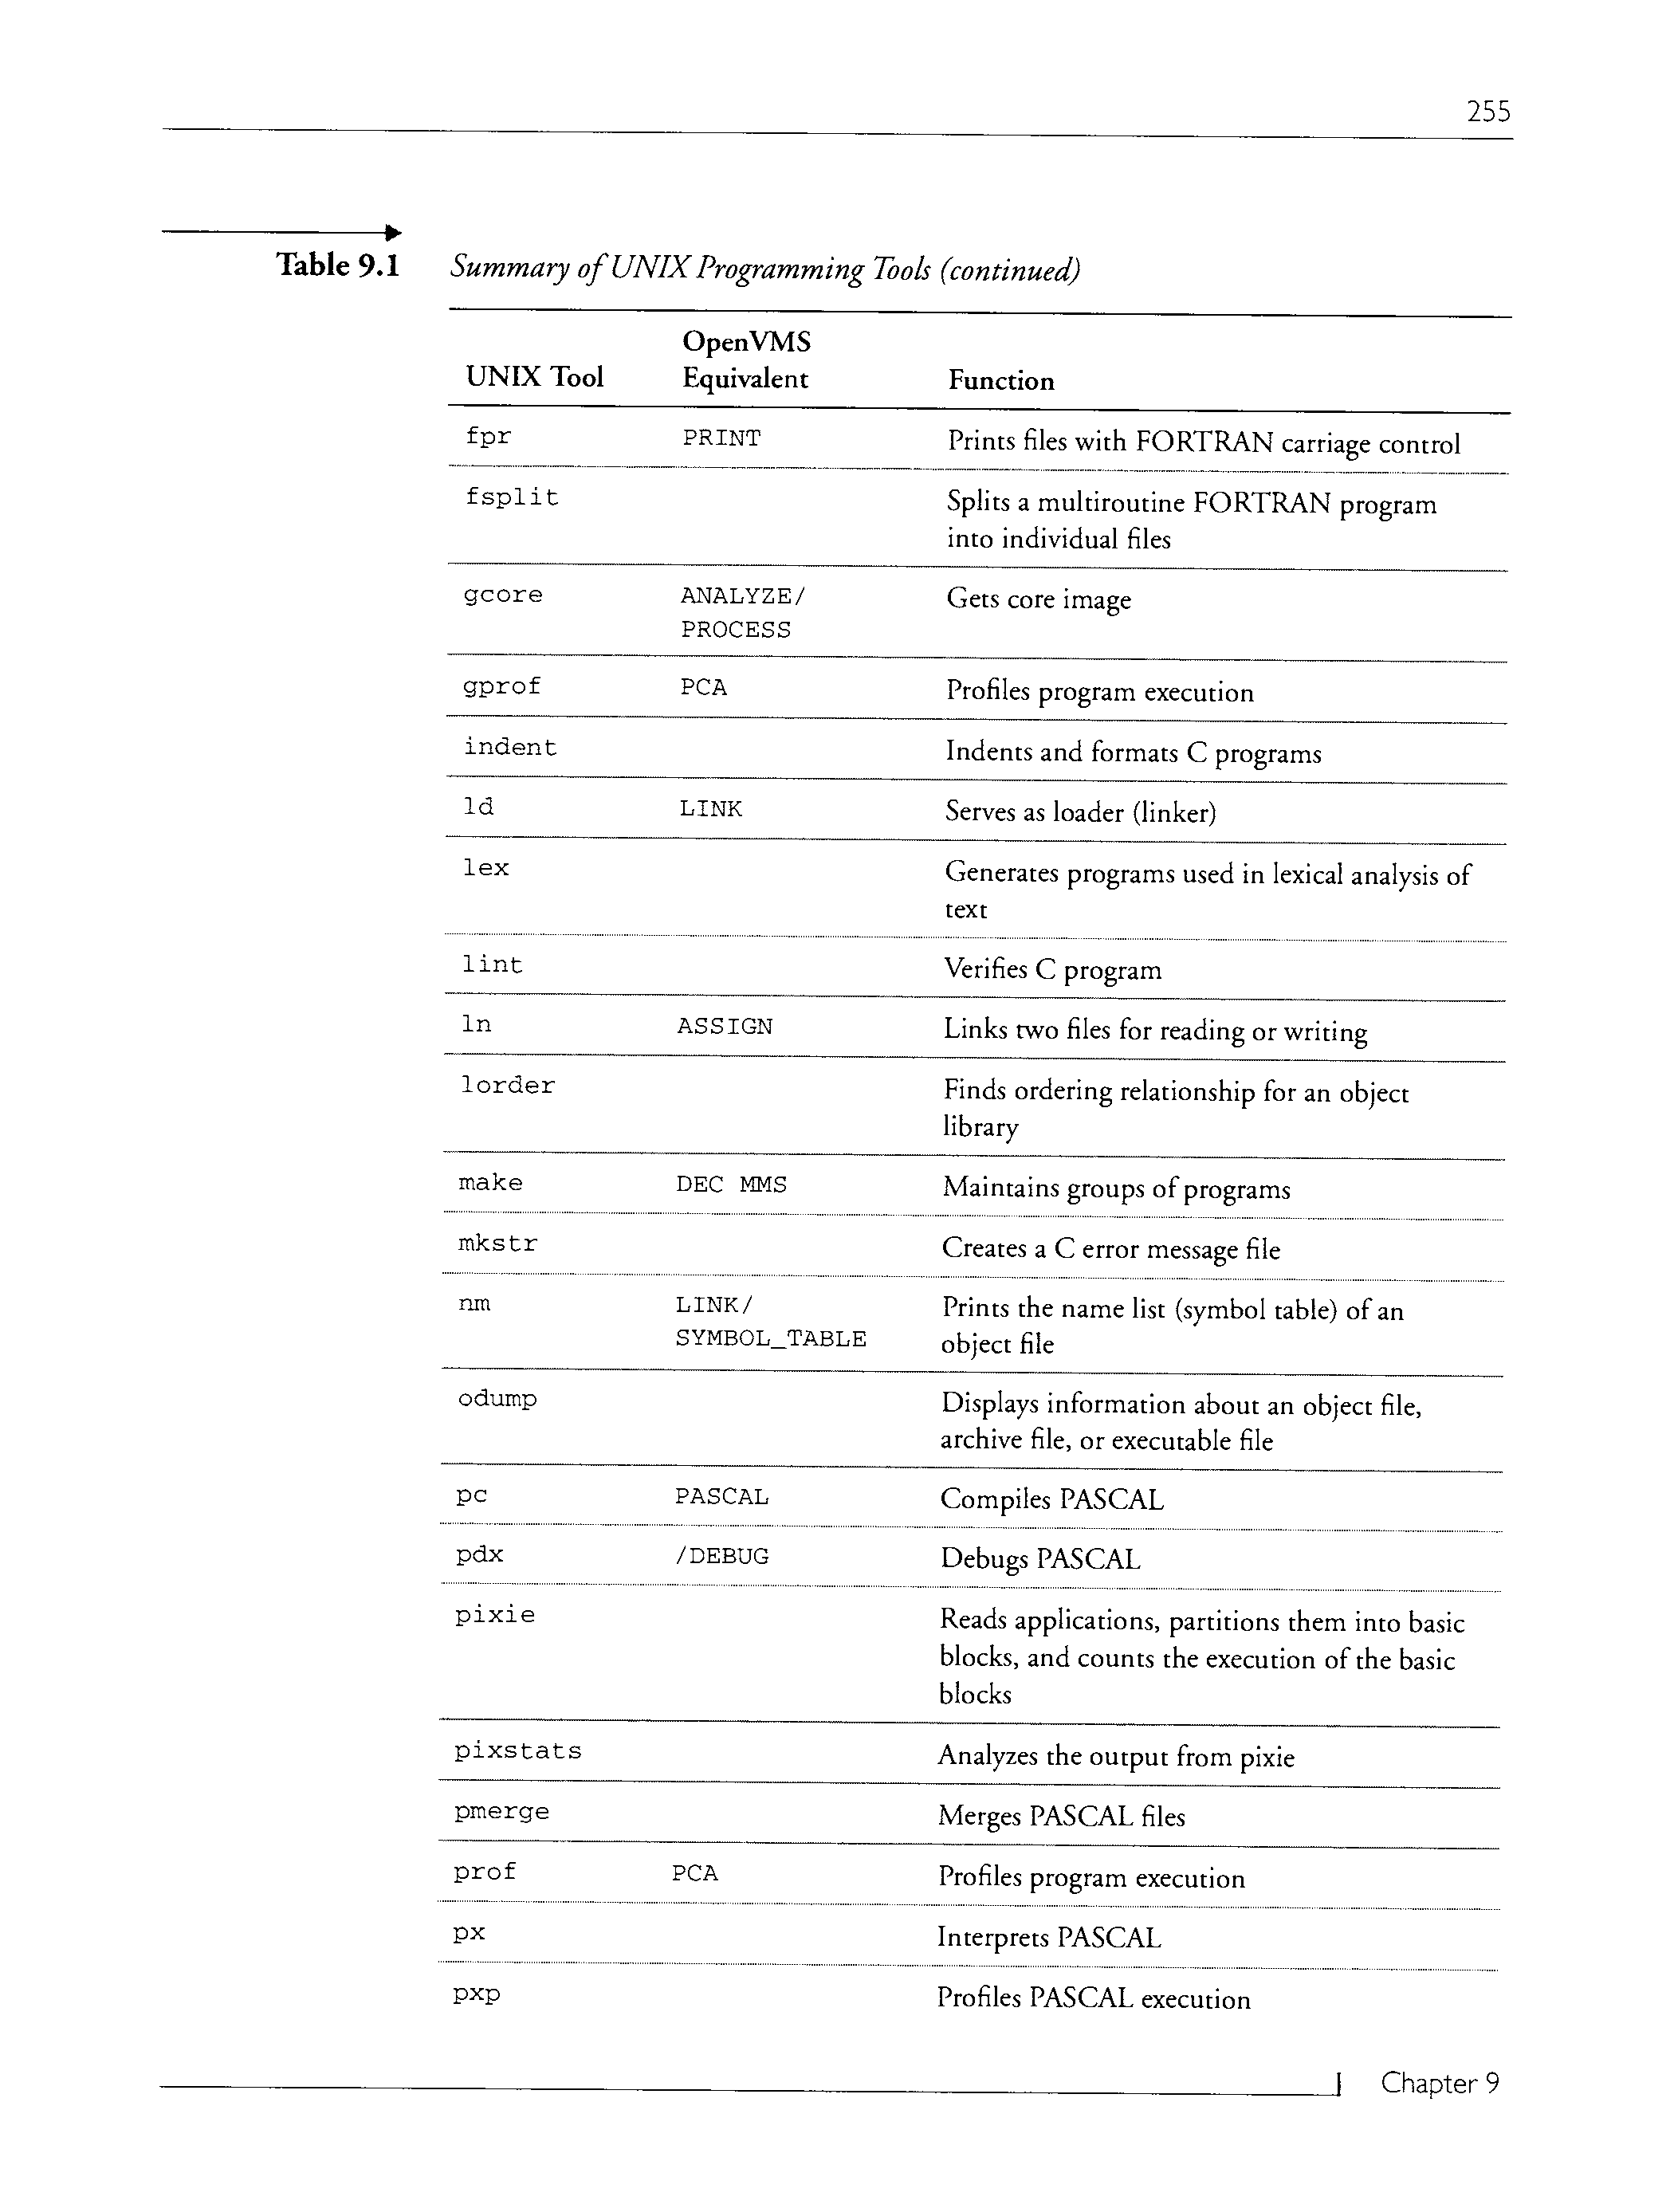 255
Table 9.1 Summary of UNIX Programming Tools (continued)
OpenVMS
UNIX Tool Equivalent Function
fpr PRINT Prints files with FORTRAN carriage control
fsplit Splits a multiroutine FORTRAN program
into individual files
gcore ANALYZE/ Gets core image
PROCESS
gprof PCA Profiles program execution
indent Indents and formats C programs
ld LINK Serves as loader (linker)
lex Generates programs used in lexical analysis of
text
lint Verifies C program
ln ASSIGN Links two files for reading or writing
lorder Finds ordering relationship for an object
library
make DEC MMS Maintains groups of programs
mkstr Creates a C error message file
nm LINK/ Prints the name list (symbol table) of an
SYMBOL_TABLE object file
odump Displays information about an object file,
archive file, or executable file
pc PASCAL Compiles PASCAL
pdx /DEBUG Debugs PASCAL
pixie Reads applications, partitions them into basic
blocks, and counts the execution of the basic
blocks
pixstats Analyzes the output from pixie
pmerge Merges PASCAL files
prof PCA Profiles program execution
px Interprets PASCAL
pxp Profiles PASCAL execution
Chapter 9